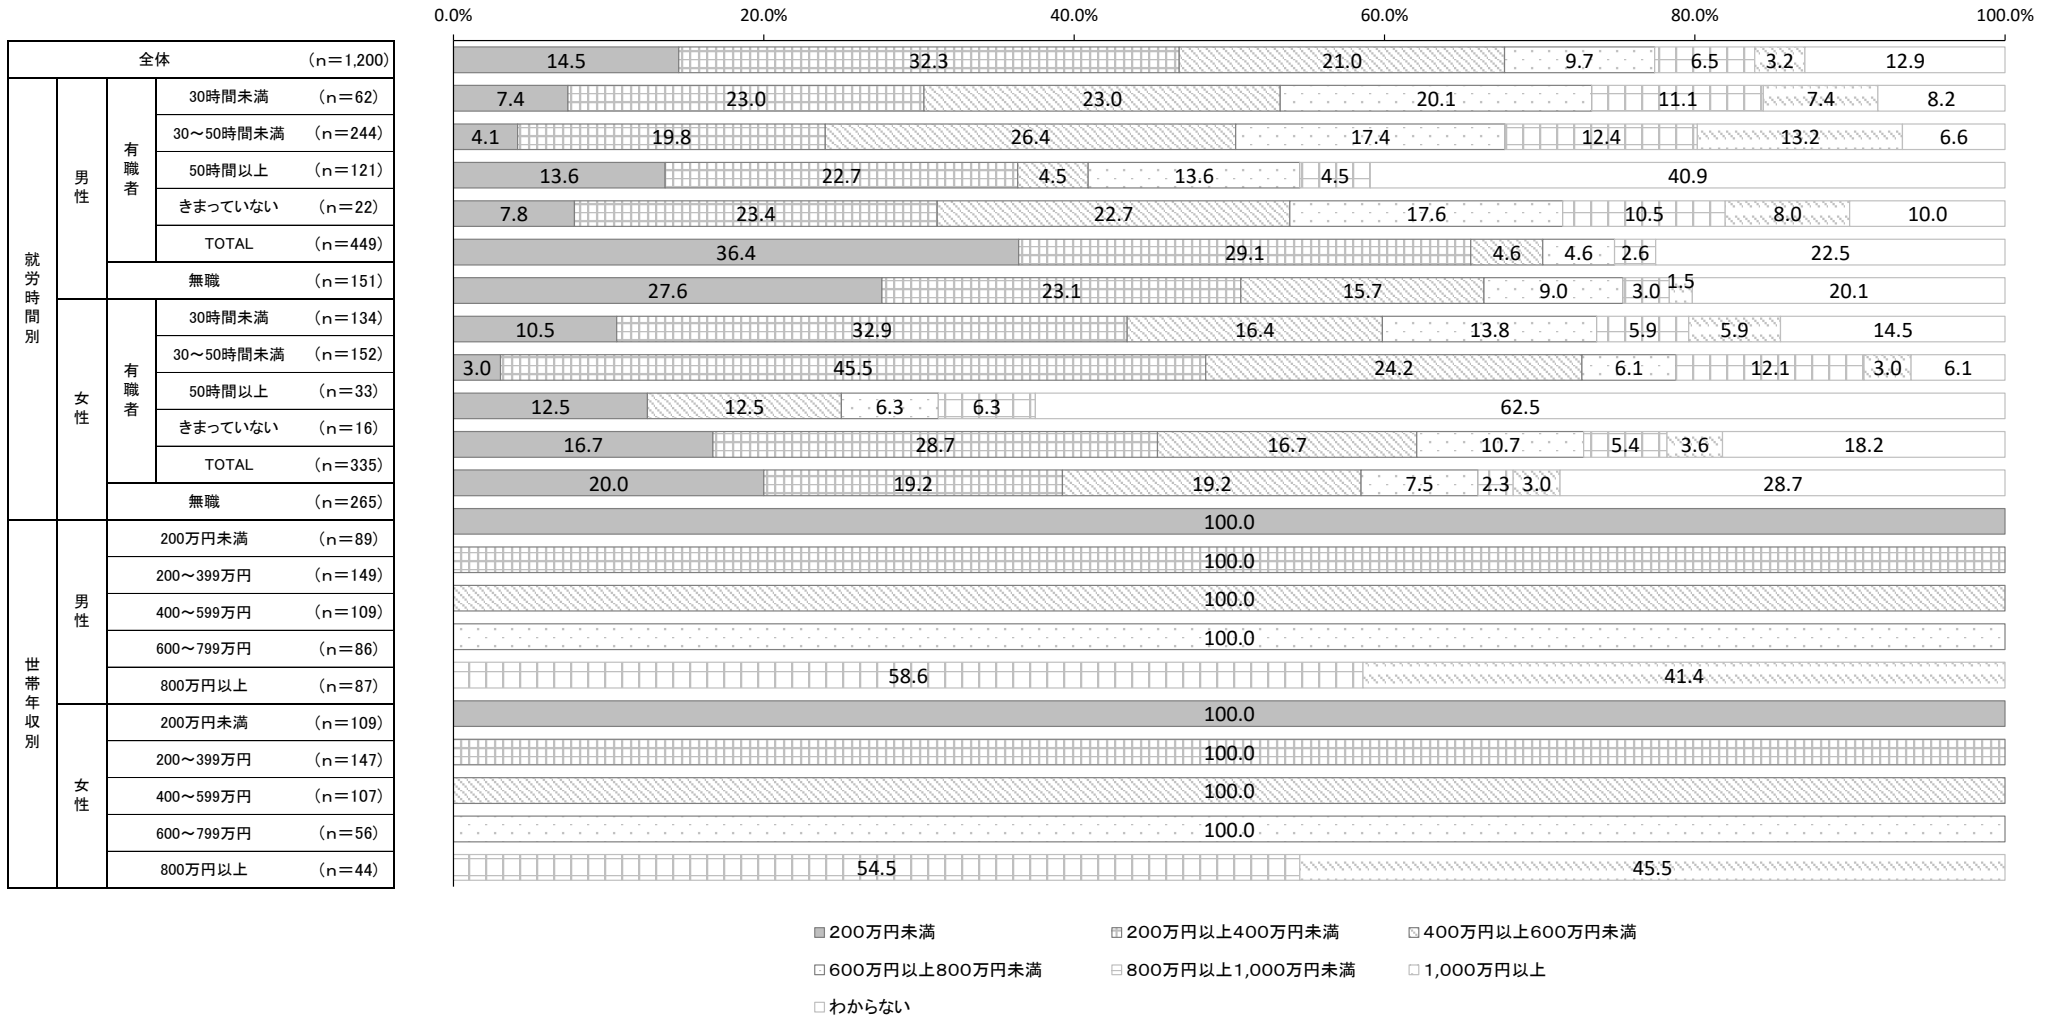 0.0% 20.0% 40.0% 60.0% 80.0% 100.0%
全体 (n=1,200) 14.5 32.3 21.0 9.7 6.5 3.2 12.9
就労時間別
男性
有職者
30時間未満 (n=62) 7.4 23.0 23.0 20.1 11.1 7.4 8.2
30～50時間未満 (n=244) 4.1 19.8 26.4 17.4 12.4 13.2 6.6
50時間以上 (n=121) 13.6 22.7 4.5 13.6 4.5 40.9
きまっていない (n=22) 7.8 23.4 22.7 17.6 10.5 8.0 10.0
TOTAL (n=449) 36.4 29.1 4.6 4.6 2.6 22.5
無職 (n=151) 27.6 23.1 15.7 9.0 3.0 1.5 20.1
女性
有職者
30時間未満 (n=134) 10.5 32.9 16.4 13.8 5.9 5.9 14.5
30～50時間未満 (n=152) 3.0 45.5 24.2 6.1 12.1 3.0 6.1
50時間以上 (n=33) 12.5 12.5 6.3 6.3 62.5
きまっていない (n=16) 16.7 28.7 16.7 10.7 5.4 3.6 18.2
TOTAL (n=335) 20.0 19.2 19.2 7.5 2.3 3.0 28.7
無職 (n=265) 100.0
世帯年収別
男性
200万円未満 (n=89) 100.0
200～399万円 (n=149) 100.0
400～599万円 (n=109) 100.0
600～799万円 (n=86) 58.6 41.4
800万円以上 (n=87) 100.0
女性
200万円未満 (n=109) 100.0
200～399万円 (n=147) 100.0
400～599万円 (n=107) 100.0
600～799万円 (n=56) 54.5 45.5
800万円以上 (n=44)
200万円未満 200万円以上400万円未満 400万円以上600万円未満
600万円以上800万円未満 800万円以上1,000万円未満 1,000万円以上
わからない